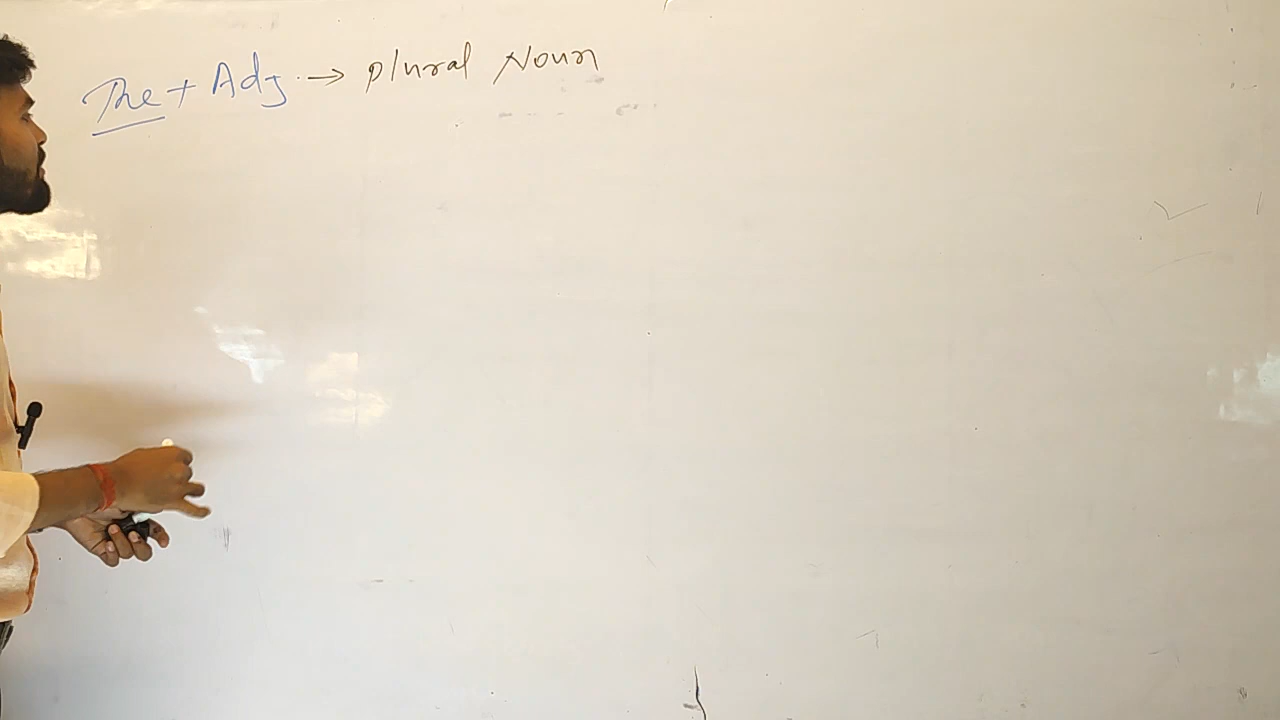 The + Adj. → Plural Noun